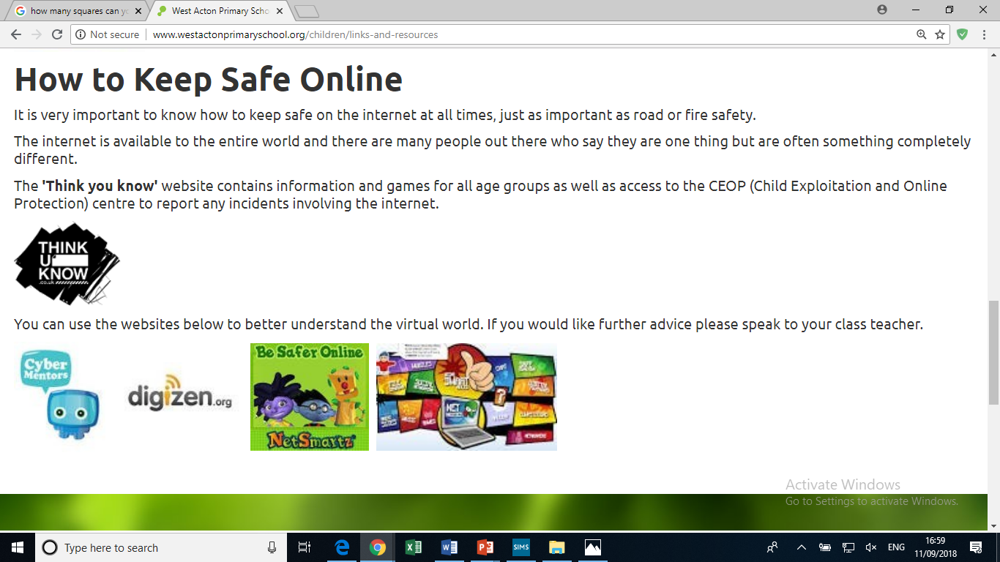 how many squares can yo
West Acton Primary Scho
Not secure
www.westactonprimaryschool.org/children/links-and-resources
How to Keep Safe Online
It is very important to know how to keep safe on the internet at all times, just as important as road or fire safety.
The internet is available to the entire world and there are many people out there who say they are one thing but are often something completely
different.
The 'Think you know' website contains information and games for all age groups as well as access to the CEOP (Child Exploitation and Online
Protection) centre to report any incidents involving the internet.
THINK
U
KNOW
.co.uk
You can use the websites below to better understand the virtual world. If you would like further advice please speak to your class teacher.
Cyber
Mentors
digizen.org
Be Safer Online
NetSmartz
NET
Activate Windows
Go to Settings to activate Windows.
Type here to search
SIMS
ENG
16:59
11/09/2018